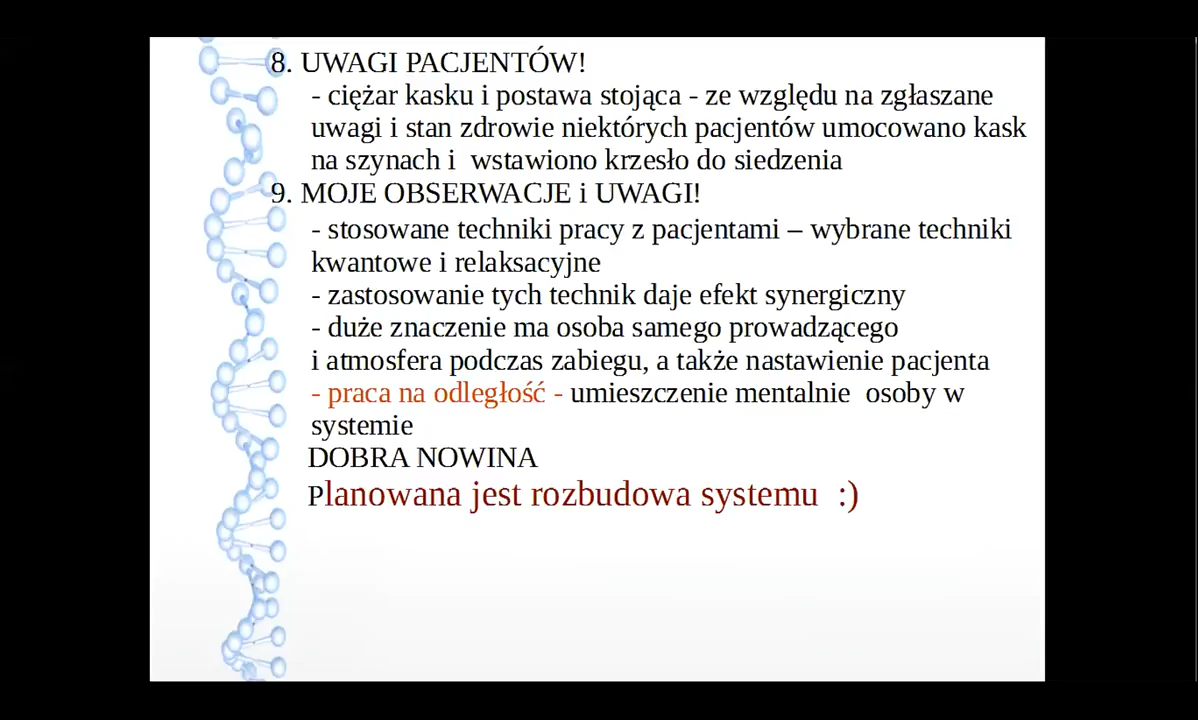 8. UWAGI PACJENTÓW!
- ciężar kasku i postawa stojąca - ze względu na zgłaszane
uwagi i stan zdrowie niektórych pacjentów umocowano kask
na szynach i  wstawiono krzesło do siedzenia
9. MOJE OBSERWACJE i UWAGI!
- stosowane techniki pracy z pacjentami – wybrane techniki
kwantowe i relaksacyjne
- zastosowanie tych technik daje efekt synergiczny
- duże znaczenie ma osoba samego prowadzącego
i atmosfera podczas zabiegu, a także nastawienie pacjenta
- praca na odległość - umieszczenie mentalnie  osoby w
systemie
DOBRA NOWINA
Planowana jest rozbudowa systemu  :)